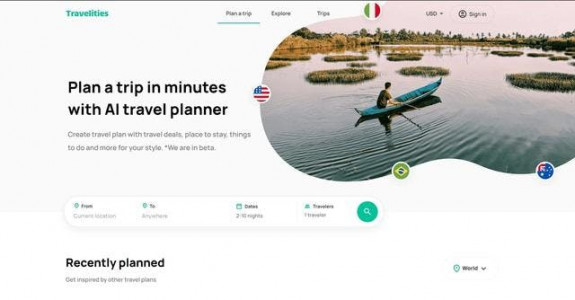 Travelities
Plan a trip
Explore
Trips
USD
Sign in
Plan a trip in minutes
with AI travel planner
Create travel plan with travel deals, place to stay, things
to do and more for your style. *We are in beta.
From
Current location
To
Anywhere
Dates
2-10 nights
Travelers
1 traveler
Recently planned
World
Get inspired by other travel plans